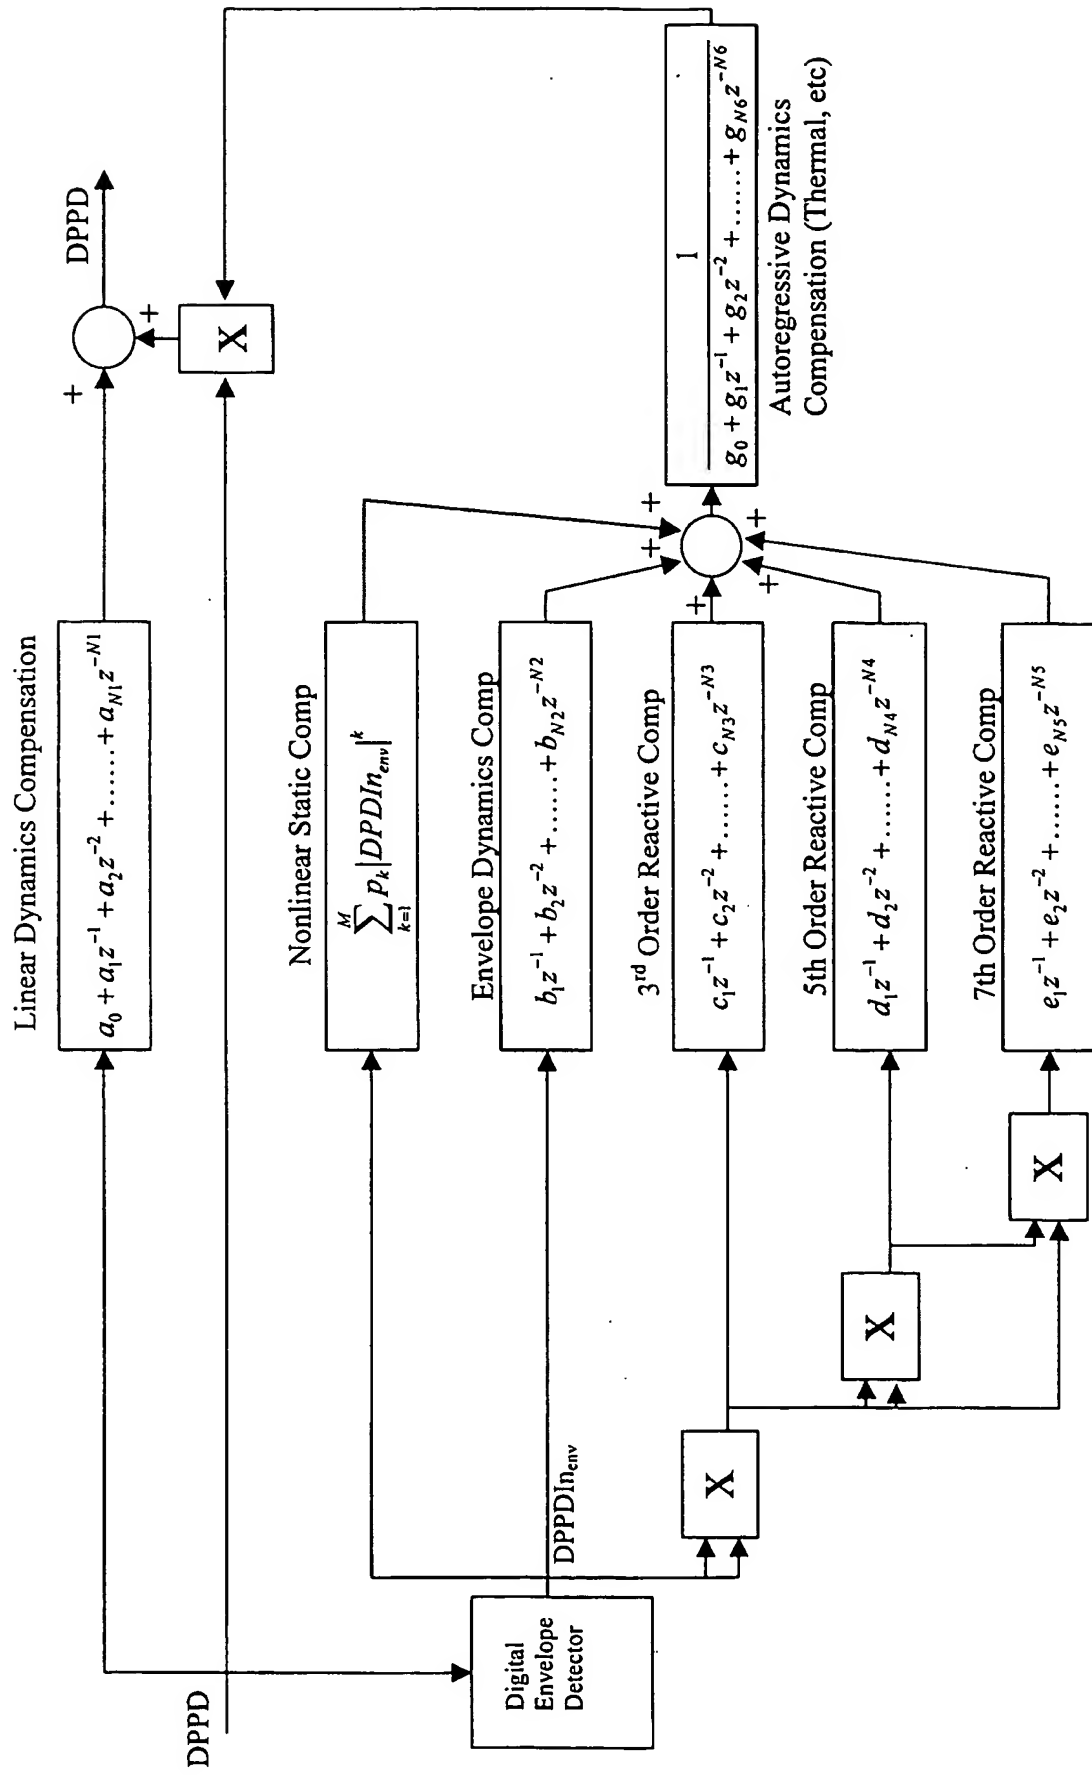 Linear Dynamics Compensation
a_0 + a_1z^{-1} + a_2z^{-2} + ...... + a_{N1}z^{-N1}
DPPD
+
+
X
DPPD
Nonlinear Static Comp
\sum_{k=1}^{M} p_k|DPDIn_{env}|^k
Envelope Dynamics Comp
b_1z^{-1} + b_2z^{-2} + ...... + b_{N2}z^{-N2}
3rd Order Reactive Comp
c_1z^{-1} + c_2z^{-2} + ...... + c_{N3}z^{-N3}
5th Order Reactive Comp
d_1z^{-1} + d_2z^{-2} + ...... + d_{N4}z^{-N4}
7th Order Reactive Comp
e_1z^{-1} + e_2z^{-2} + ...... + e_{N5}z^{-N5}
Digital
Envelope
Detector
DPPDIn_{env}
X
X
X
+
+
+
+
+
1
g_0 + g_1z^{-1} + g_2z^{-2} + ...... + g_{N6}z^{-N6}
Autoregressive Dynamics
Compensation (Thermal, etc)